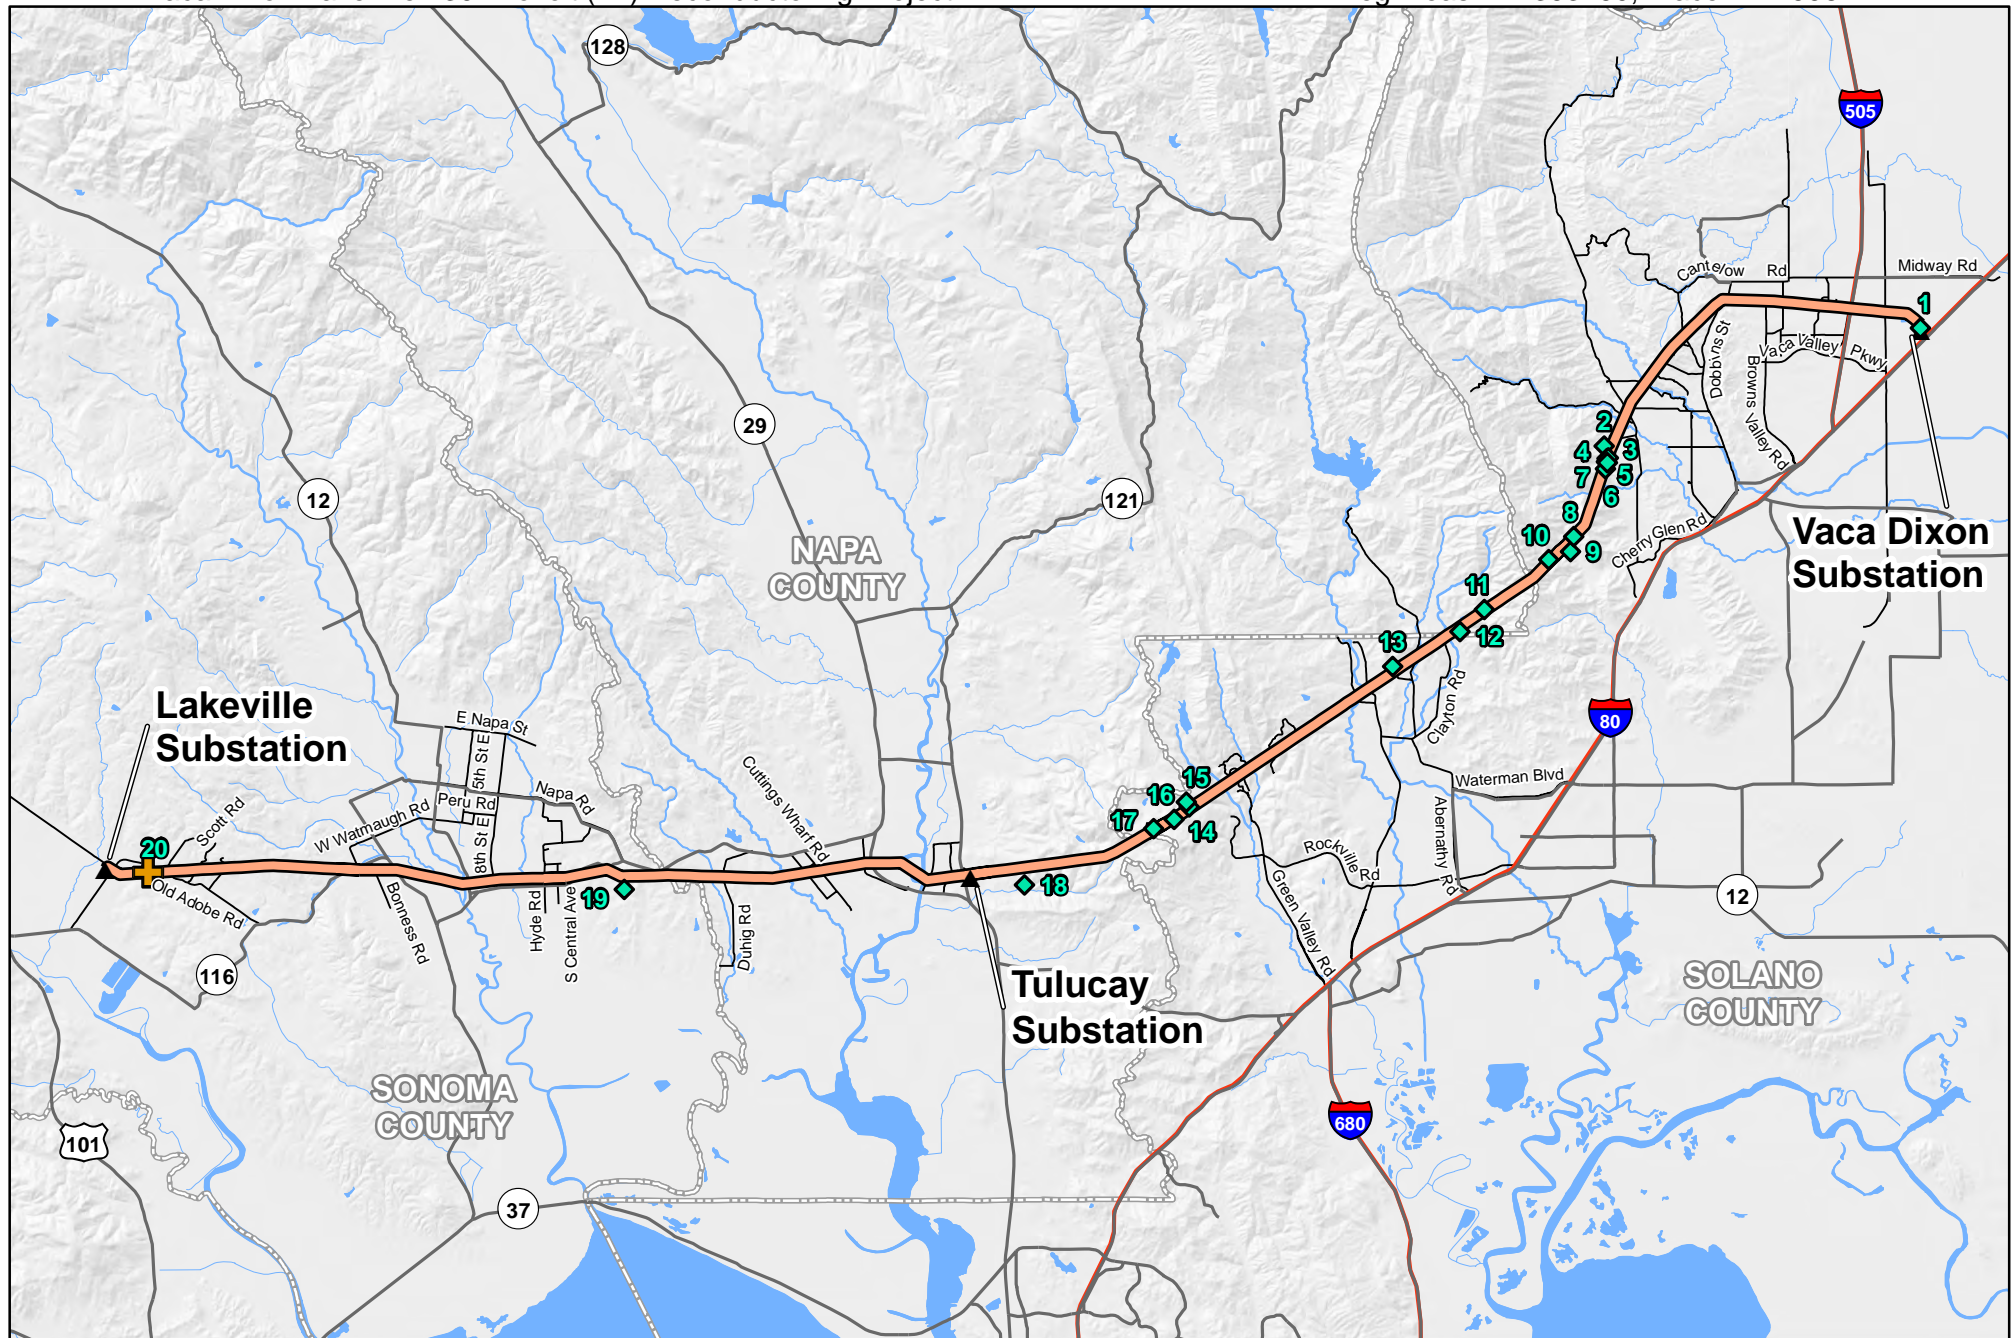 128
505
Cantelow Rd
Midway Rd
1
Dobbins St
Vaca Valley Pkwy
Browns Valley Rd
29
2
4
3
7
5
6
12
121
8
10
9
Cherry Glen Rd
Vaca Dixon
Substation
NAPA
COUNTY
11
12
13
Lakeville
Substation
E Napa St
5th St E
Clayton Rd
80
Cuttings Wharf Rd
Waterman Blvd
Napa Rd
Peru Rd
Scott Rd
W Watmaugh Rd
15
16
14
17
Abernathy Rd
20
8th St E
Rockville Rd
Old Adobe Rd
Bonness Rd
Hyde Rd
S Central Ave
19
Duhig Rd
18
Green Valley Rd
12
116
Tulucay
Substation
SOLANO
COUNTY
SONOMA
COUNTY
101
680
37